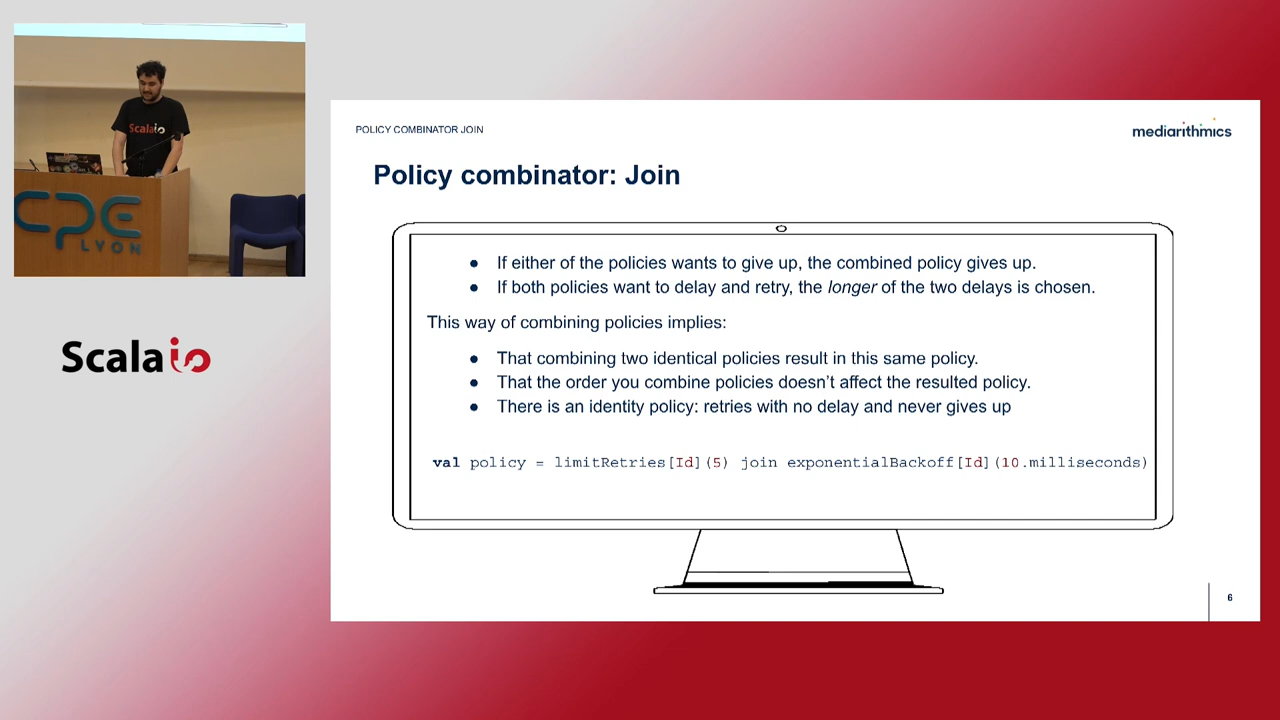 Scalaio
CPE
LYON
Scalaio
POLICY COMBINATOR JOIN
mediarithmics
Policy combinator: Join
● If either of the policies wants to give up, the combined policy gives up.
● If both policies want to delay and retry, the longer of the two delays is chosen.
This way of combining policies implies:
● That combining two identical policies result in this same policy.
● That the order you combine policies doesn't affect the resulted policy.
● There is an identity policy: retries with no delay and never gives up
val policy = limitRetries[Id](5) join exponentialBackoff[Id](10.milliseconds)
6